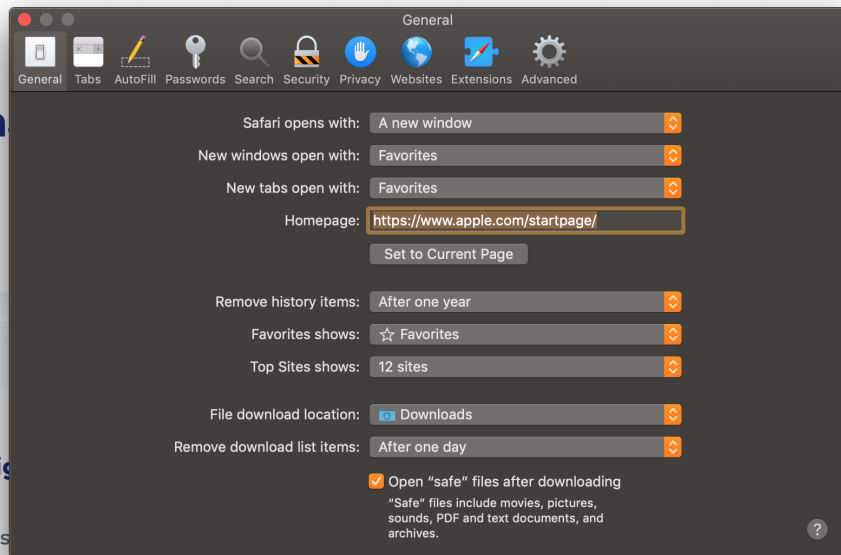 General
General Tabs AutoFill Passwords Search Security Privacy Websites Extensions Advanced
Safari opens with: A new window
New windows open with: Favorites
New tabs open with: Favorites
Homepage: https://www.apple.com/startpage/
Set to Current Page
Remove history items: After one year
Favorites shows: ☆ Favorites
Top Sites shows: 12 sites
File download location: Downloads
Remove download list items: After one day
Open “safe” files after downloading
“Safe” files include movies, pictures,
sounds, PDF and text documents, and
archives.
?